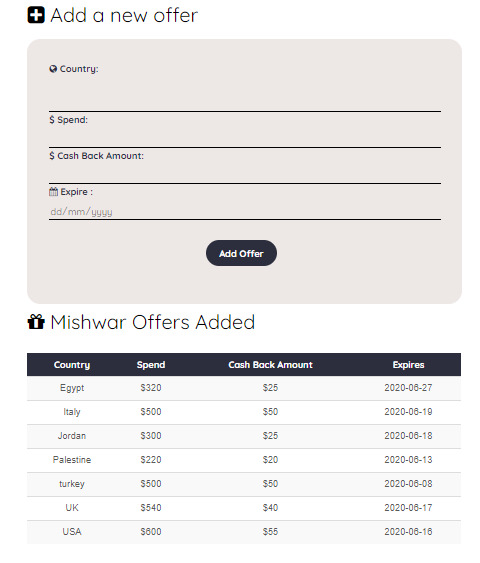 Add a new offer
Country:
$ Spend:
$ Cash Back Amount:
Expire :
dd/mm/yyyy
Add Offer
Mishwar Offers Added
Country Spend Cash Back Amount Expires
Egypt $320 $25 2020-06-27
Italy $500 $50 2020-06-19
Jordan $300 $25 2020-06-18
Palestine $220 $20 2020-06-13
turkey $500 $50 2020-06-08
UK $540 $40 2020-06-17
USA $600 $55 2020-06-16